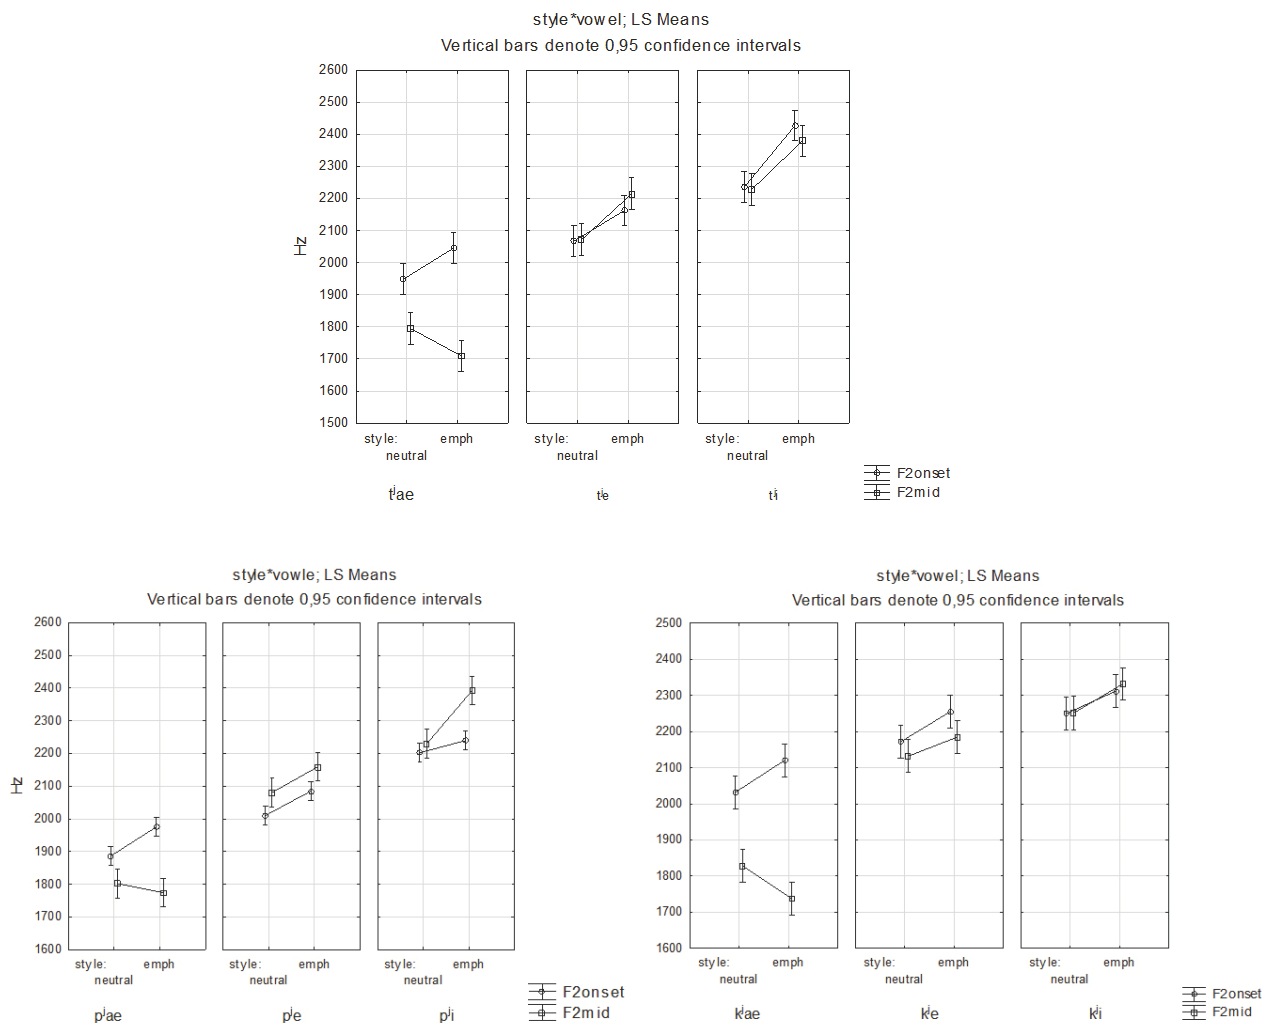 style*vowel; LS Means
Vertical bars denote 0,95 confidence intervals
2600
2500
2400
2300
2200
2100
2000
1900
1800
1700
1600
1500
Hz
style: emph style: emph style: emph
neutral neutral neutral
tʲae tʲe tʲi
F2onset
F2mid
style*vowle; LS Means
Vertical bars denote 0,95 confidence intervals
2600
2500
2400
2300
2200
2100
2000
1900
1800
1700
1600
Hz
style: emph style: emph style: emph
neutral neutral neutral
pʲae pʲe pʲi
F2onset
F2mid
style*vowel; LS Means
Vertical bars denote 0,95 confidence intervals
2500
2400
2300
2200
2100
2000
1900
1800
1700
1600
style: emph style: emph style: emph
neutral neutral neutral
kʲae kʲe kʲi
F2onset
F2mid